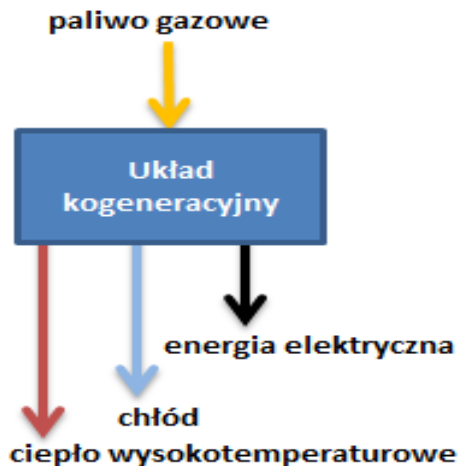 paliwo gazowe
Układ
kogeneracyjny
energia elektryczna
chłód
ciepło wysokotemperaturowe